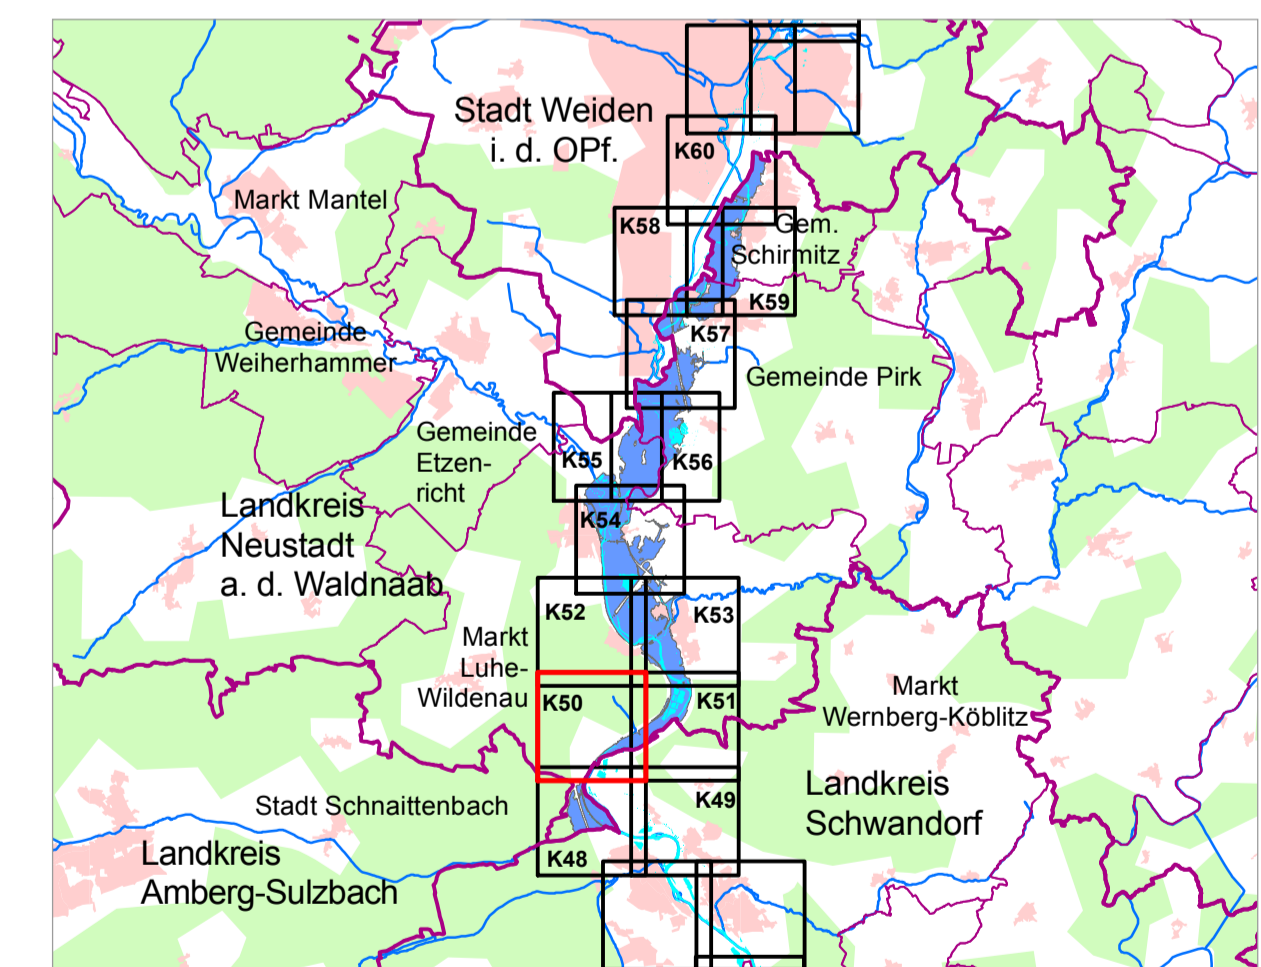 Stadt Weiden
i. d. OPf.
K60
Markt Mantel
K58
Gem.
Schirmitz
K59
Gemeinde
Weiherhammer
K57
Gemeinde Pirk
Gemeinde
Etzen-
richt
K55
K56
Landkreis
Neustadt
a. d. Waldnaab
K54
K52
K53
Markt
Luhe-
Wildenau
K50
K51
Markt
Wernberg-Köblitz
Landkreis
Schwandorf
Stadt Schnaittenbach
K49
Landkreis
Amberg-Sulzbach
K48